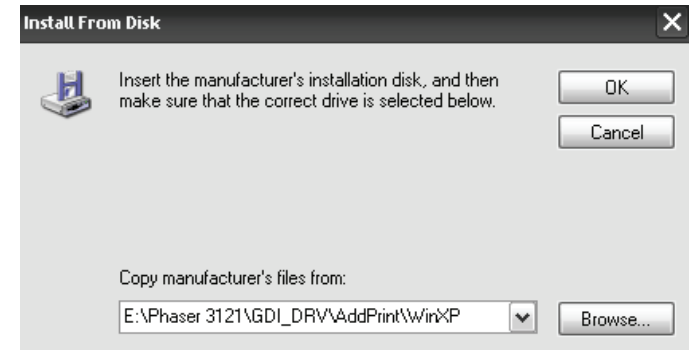 Install From Disk
Insert the manufacturer's installation disk, and then
make sure that the correct drive is selected below.
OK
Cancel
Copy manufacturer's files from:
E:\Phaser 3121\GDI_DRV\AddPrint\WinXP
Browse...